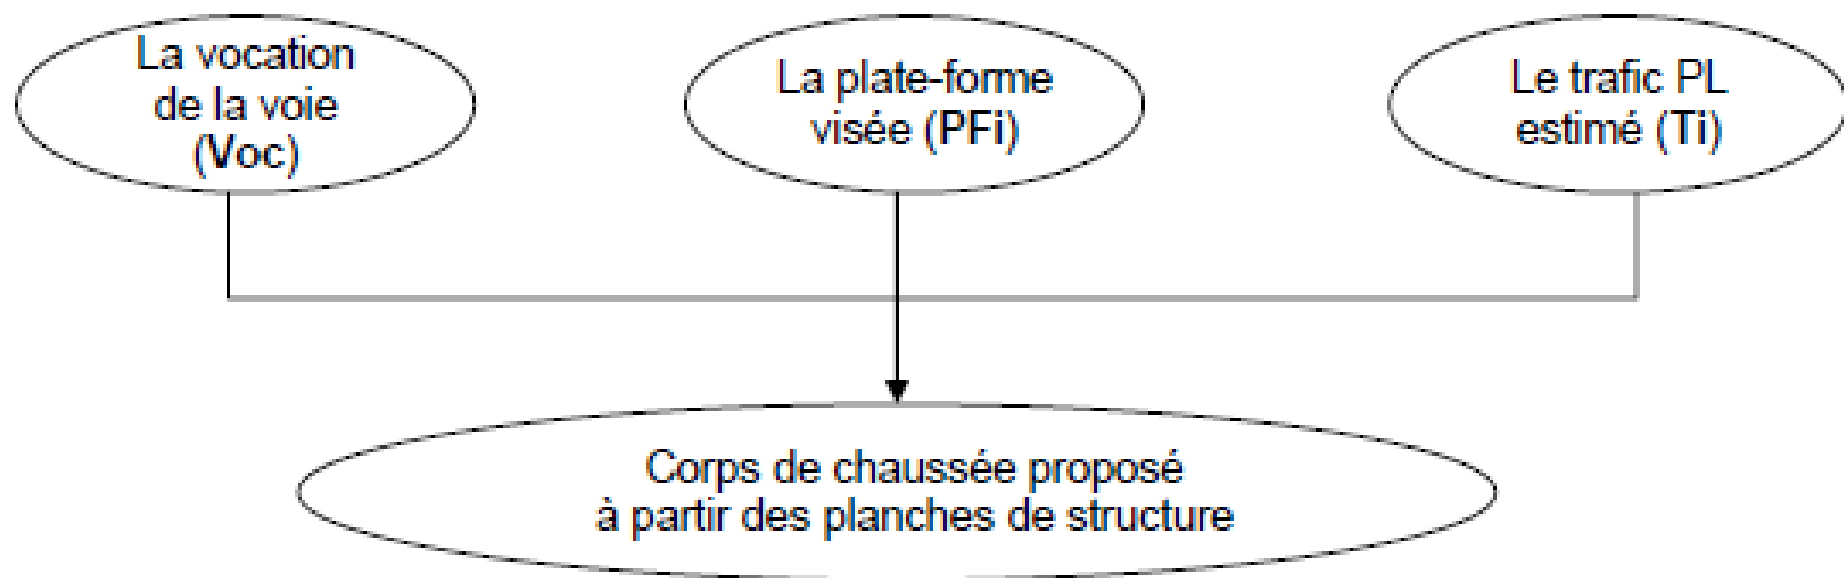 La vocation
de la voie
(Voc)
La plate-forme
visée (PFi)
Le trafic PL
estimé (Ti)
Corps de chaussée proposé
à partir des planches de structure